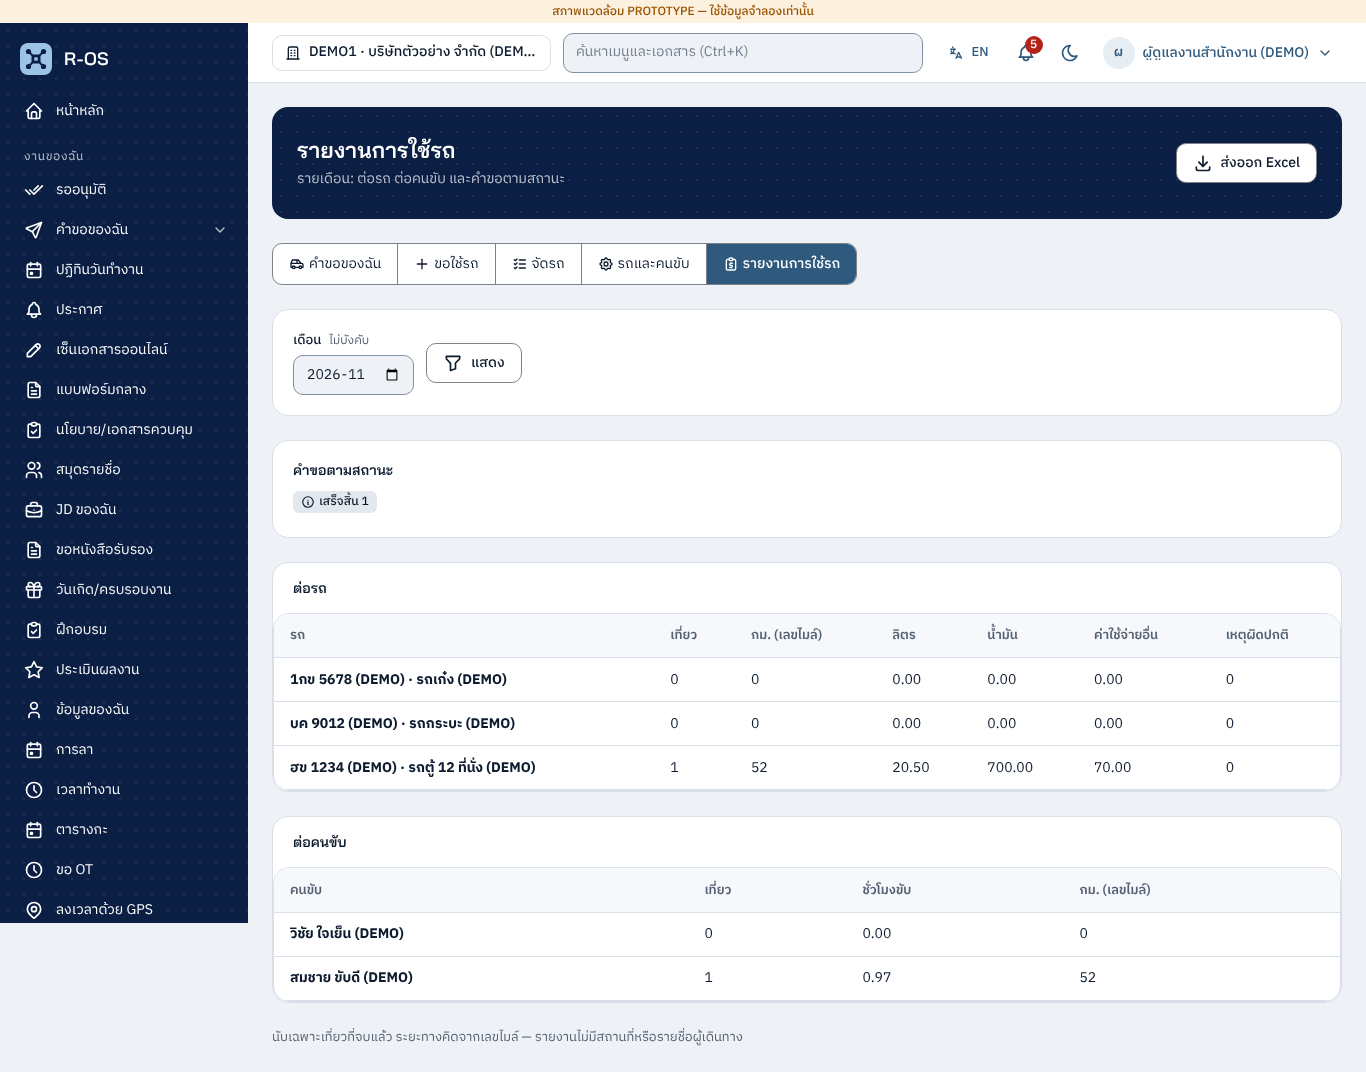 สภาพแวดล้อม PROTOTYPE — ใช้ข้อมูลจำลองเท่านั้น
R-OS
DEMO1 · บริษัทตัวอย่าง จำกัด (DEM...
ค้นหาเมนูและเอกสาร (Ctrl+K)
EN
5
ผ
ผู้ดูแลงานสำนักงาน (DEMO)
หน้าหลัก
งานของฉัน
รออนุมัติ
คำขอของฉัน
ปฏิทินวันทำงาน
ประกาศ
เซ็นเอกสารออนไลน์
แบบฟอร์มกลาง
นโยบาย/เอกสารควบคุม
สมุดรายชื่อ
JD ของฉัน
ขอหนังสือรับรอง
วันเกิด/ครบรอบงาน
ฝึกอบรม
ประเมินผลงาน
ข้อมูลของฉัน
การลา
เวลาทำงาน
ตารางกะ
ขอ OT
ลงเวลาด้วย GPS
รายงานการใช้รถ
รายเดือน: ต่อรถ ต่อคนขับ และคำขอตามสถานะ
ส่งออก Excel
คำขอของฉัน
ขอใช้รถ
จัดรถ
รถและคนขับ
รายงานการใช้รถ
เดือน ไม่บังคับ
2026-11
แสดง
คำขอตามสถานะ
เสร็จสิ้น 1
ต่อรถ
รถ เที่ยว กม. (เลขไมล์) ลิตร น้ำมัน ค่าใช้จ่ายอื่น เหตุผิดปกติ
1กข 5678 (DEMO) · รถเก๋ง (DEMO) 0 0 0.00 0.00 0.00 0
บค 9012 (DEMO) · รถกระบะ (DEMO) 0 0 0.00 0.00 0.00 0
ฮข 1234 (DEMO) · รถตู้ 12 ที่นั่ง (DEMO) 1 52 20.50 700.00 70.00 0
ต่อคนขับ
คนขับ เที่ยว ชั่วโมงขับ กม. (เลขไมล์)
วิชัย ใจเย็น (DEMO) 0 0.00 0
สมชาย ขับดี (DEMO) 1 0.97 52
นับเฉพาะเที่ยวที่จบแล้ว ระยะทางคิดจากเลขไมล์ — รายงานไม่มีสถานที่หรือรายชื่อผู้เดินทาง